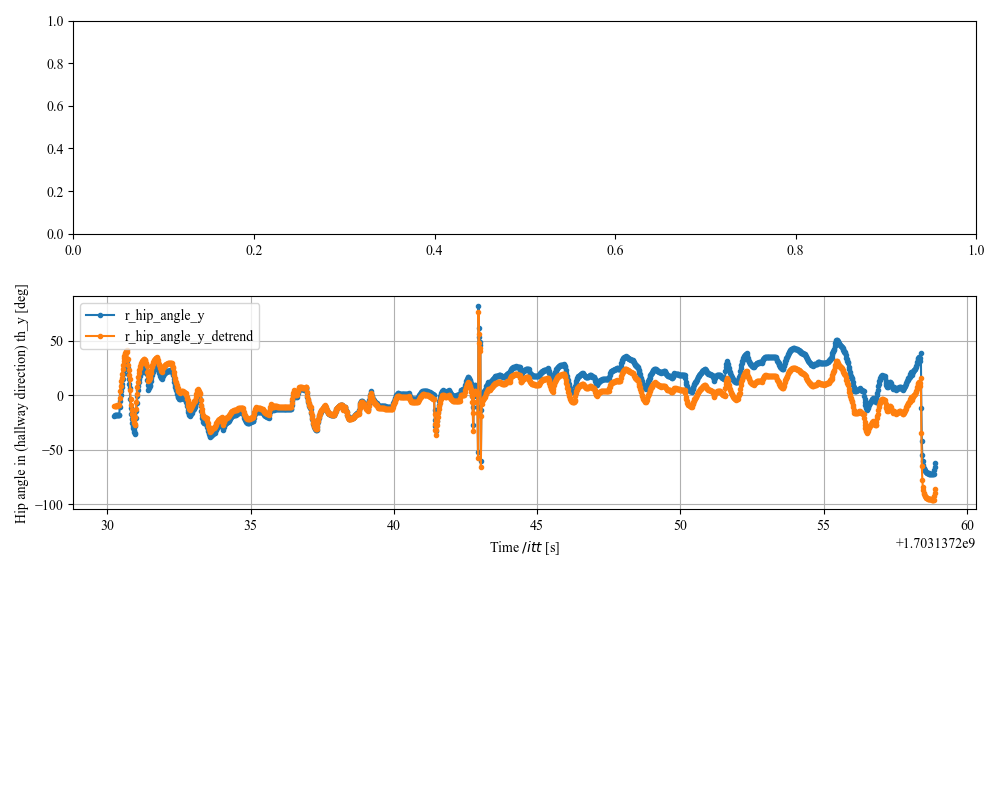 1.0
0.8
0.6
0.4
0.2
0.0
0.0 0.2 0.4 0.6 0.8 1.0
Hip angle in (hallway direction) th_y [deg]
r_hip_angle_y
r_hip_angle_y_detrend
50
0
−50
−100
30 35 40 45 50 55 60
Time /itt [s]
+1.7031372e9